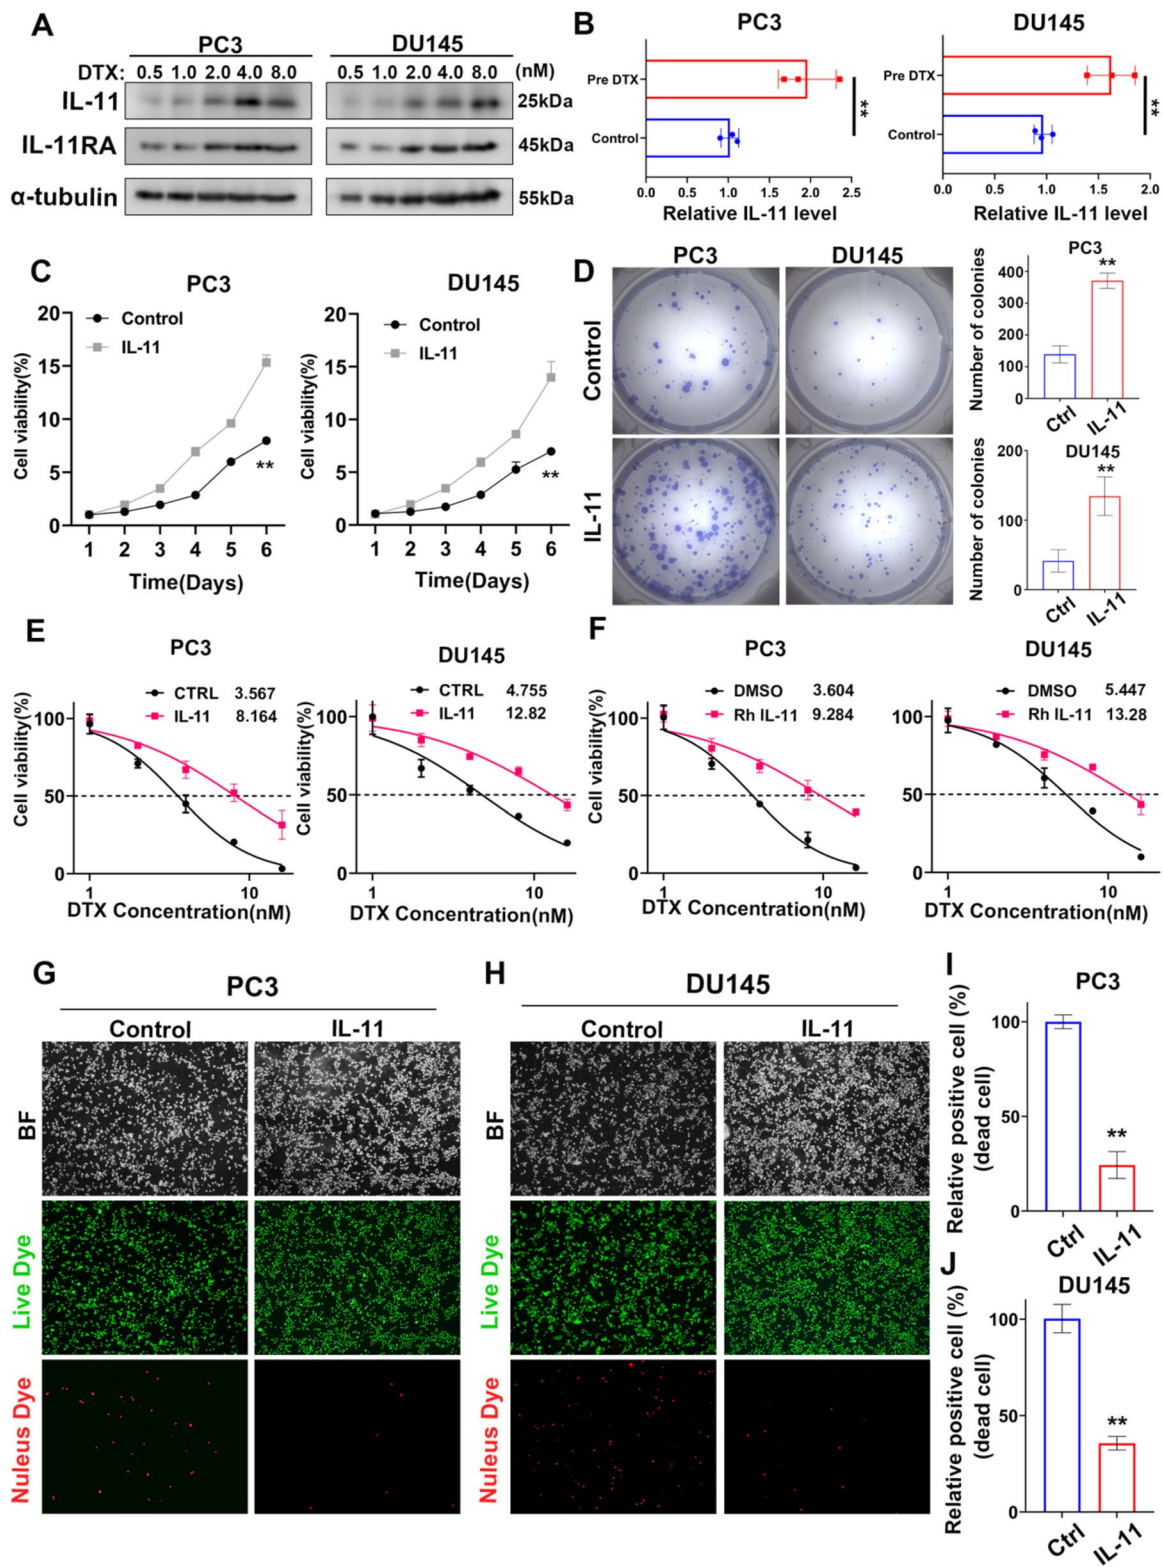 A
PC3
DU145
DTX: 0.5 1.0 2.0 4.0 8.0 0.5 1.0 2.0 4.0 8.0 (nM)
IL-11
25kDa
IL-11RA
45kDa
α-tubulin
55kDa
B
PC3
Pre DTX
Control
**
0.0 0.5 1.0 1.5 2.0 2.5
Relative IL-11 level
DU145
Pre DTX
Control
**
0.0 0.5 1.0 1.5 2.0
Relative IL-11 level
C
PC3
Cell viability(%)
20
15
10
5
0
Control
IL-11
**
1 2 3 4 5 6
Time(Days)
DU145
Cell viability(%)
20
15
10
5
0
Control
IL-11
**
1 2 3 4 5 6
Time(Days)
D
PC3
DU145
Control
IL-11
PC3
Number of colonies
400
300
200
100
0
**
Ctrl
IL-11
DU145
Number of colonies
200
100
0
**
Ctrl
IL-11
E
PC3
Cell viability(%)
CTRL 3.567
IL-11 8.164
100
50
0
1 10
DTX Concentration(nM)
DU145
Cell viability(%)
CTRL 4.755
IL-11 12.82
100
50
0
1 10
DTX Concentration(nM)
F
PC3
Cell viability(%)
DMSO 3.604
Rh IL-11 9.284
100
50
0
1 10
DTX Concentration(nM)
DU145
DMSO 5.447
Rh IL-11 13.28
100
50
0
1 10
DTX Concentration(nM)
G
PC3
Control
IL-11
BF
Live Dye
Nuleus Dye
H
DU145
Control
IL-11
BF
Live Dye
Nuleus Dye
I
PC3
Relative positive cell (%)
(dead cell)
100
50
0
**
Ctrl
IL-11
J
DU145
Relative positive cell (%)
(dead cell)
100
50
0
**
Ctrl
IL-11